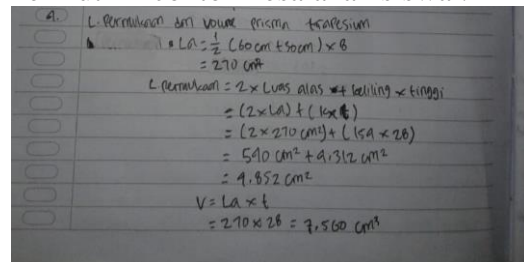 4. L. Permukaan dan volume prisma trapesium
• La = 1/2 (60 cm + 50 cm) × 8
= 270 cm²
L permukaan = 2 × Luas alas + keliling × tinggi
= (2 × La) + (K × t)
= (2 × 270 cm²) + (154 × 28)
= 540 cm² + 4.312 cm²
= 4.852 cm²
V = La × t
= 270 × 28 = 7.560 cm³